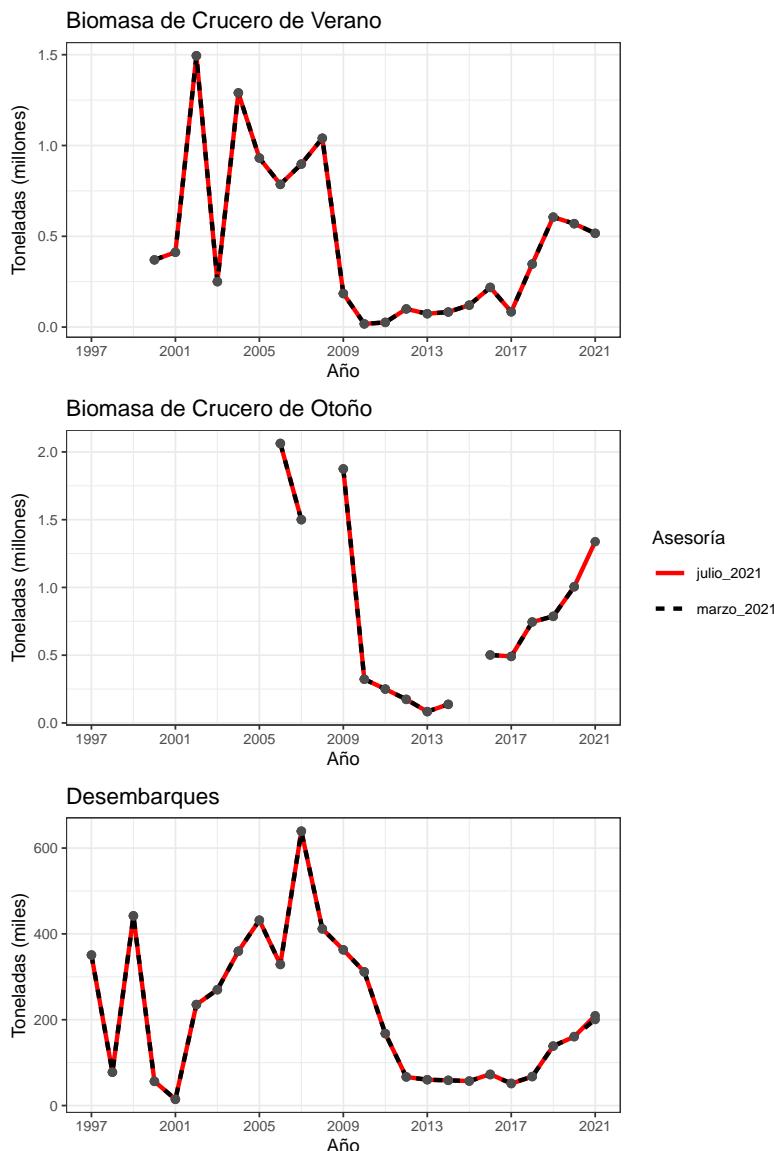 Biomasa de Crucero de Verano
Toneladas (millones)
1.5
1.0
0.5
0.0
1997 2001 2005 2009 2013 2017 2021
Año
Biomasa de Crucero de Otoño
Toneladas (millones)
2.0
1.5
1.0
0.5
0.0
1997 2001 2005 2009 2013 2017 2021
Año
Asesoría
julio_2021
marzo_2021
Desembarques
Toneladas (miles)
600
400
200
0
1997 2001 2005 2009 2013 2017 2021
Año